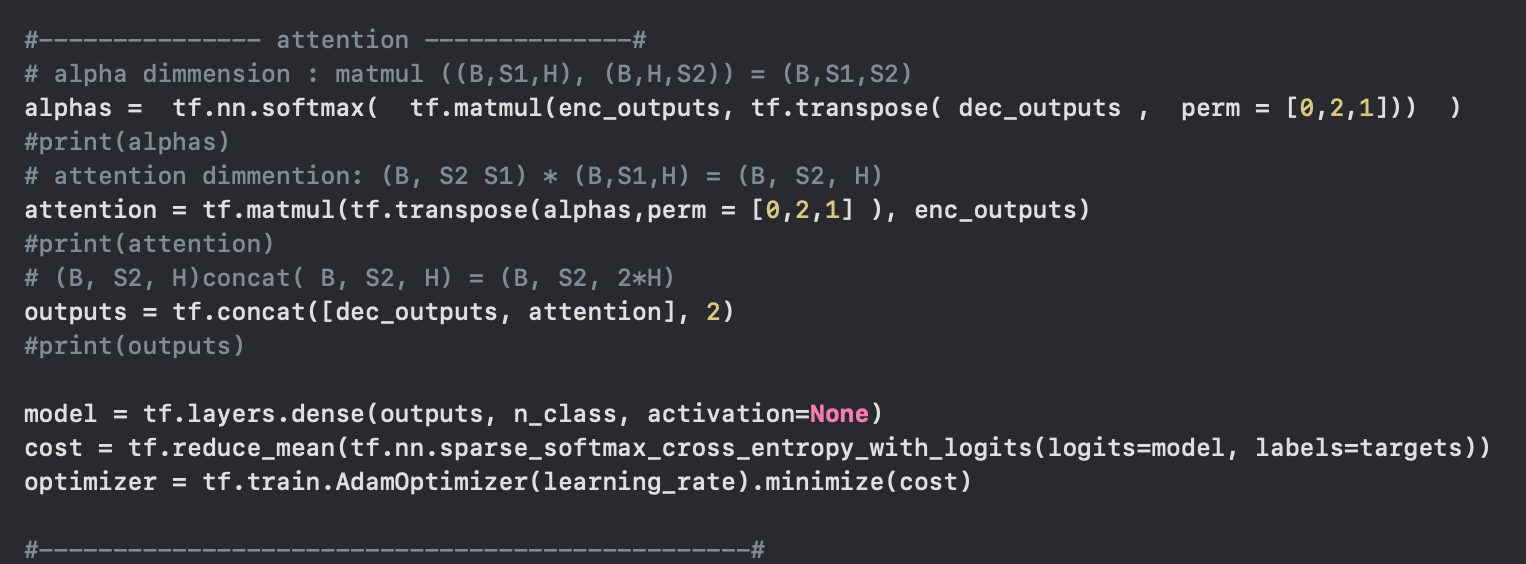 #--------------- attention --------------#
# alpha dimmension : matmul ((B,S1,H), (B,H,S2)) = (B,S1,S2)
alphas =  tf.nn.softmax(  tf.matmul(enc_outputs, tf.transpose( dec_outputs ,  perm = [0,2,1]))  )
#print(alphas)
# attention dimmention: (B, S2 S1) * (B,S1,H) = (B, S2, H)
attention = tf.matmul(tf.transpose(alphas,perm = [0,2,1] ), enc_outputs)
#print(attention)
# (B, S2, H)concat( B, S2, H) = (B, S2, 2*H)
outputs = tf.concat([dec_outputs, attention], 2)
#print(outputs)
model = tf.layers.dense(outputs, n_class, activation=None)
cost = tf.reduce_mean(tf.nn.sparse_softmax_cross_entropy_with_logits(logits=model, labels=targets))
optimizer = tf.train.AdamOptimizer(learning_rate).minimize(cost)
#------------------------------------------------#